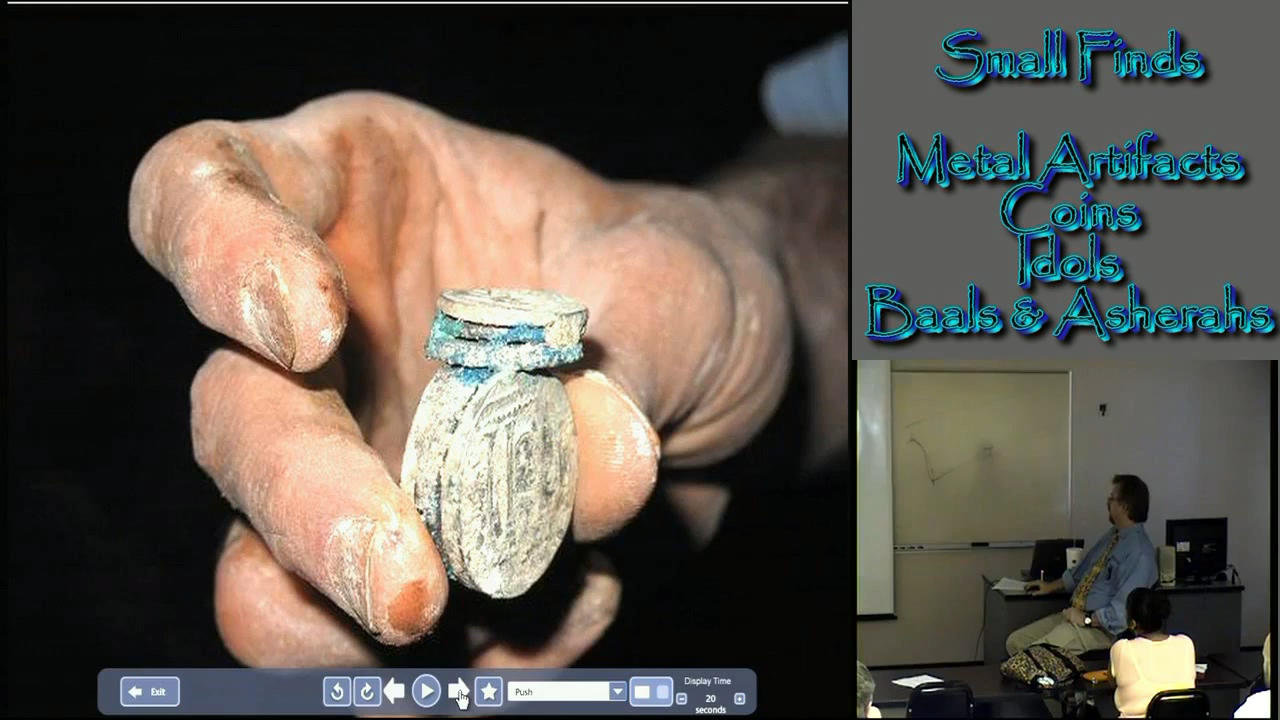 Small Finds
Metal Artifacts
Coins
Idols
Baals & Asherahs
Exit
Push
Display Time
20
seconds